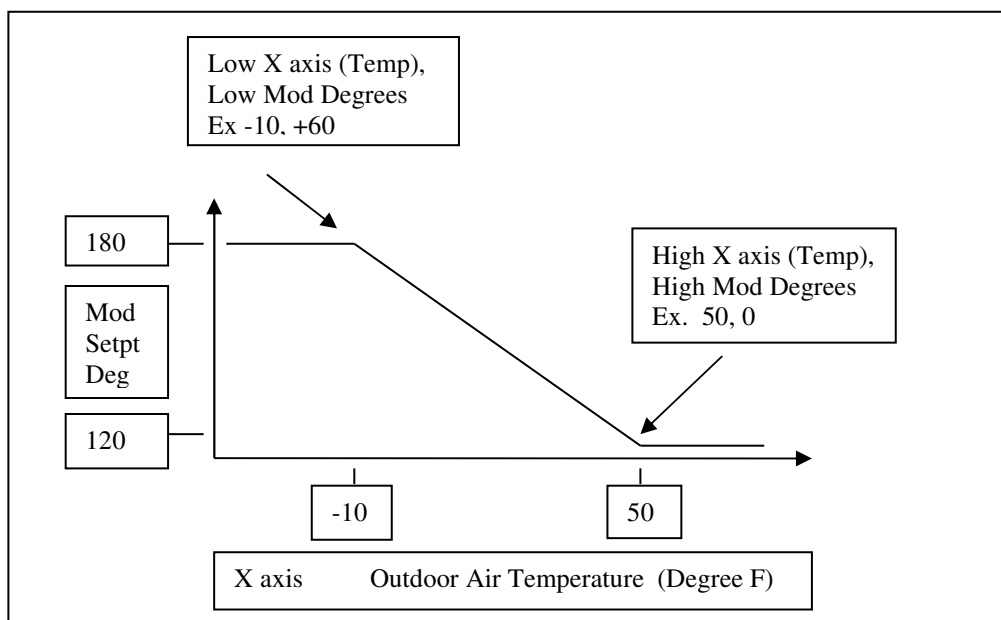 Low X axis (Temp),
Low Mod Degrees
Ex -10, +60
180
High X axis (Temp),
High Mod Degrees
Ex. 50, 0
Mod
Setpt
Deg
120
-10
50
X axis Outdoor Air Temperature (Degree F)